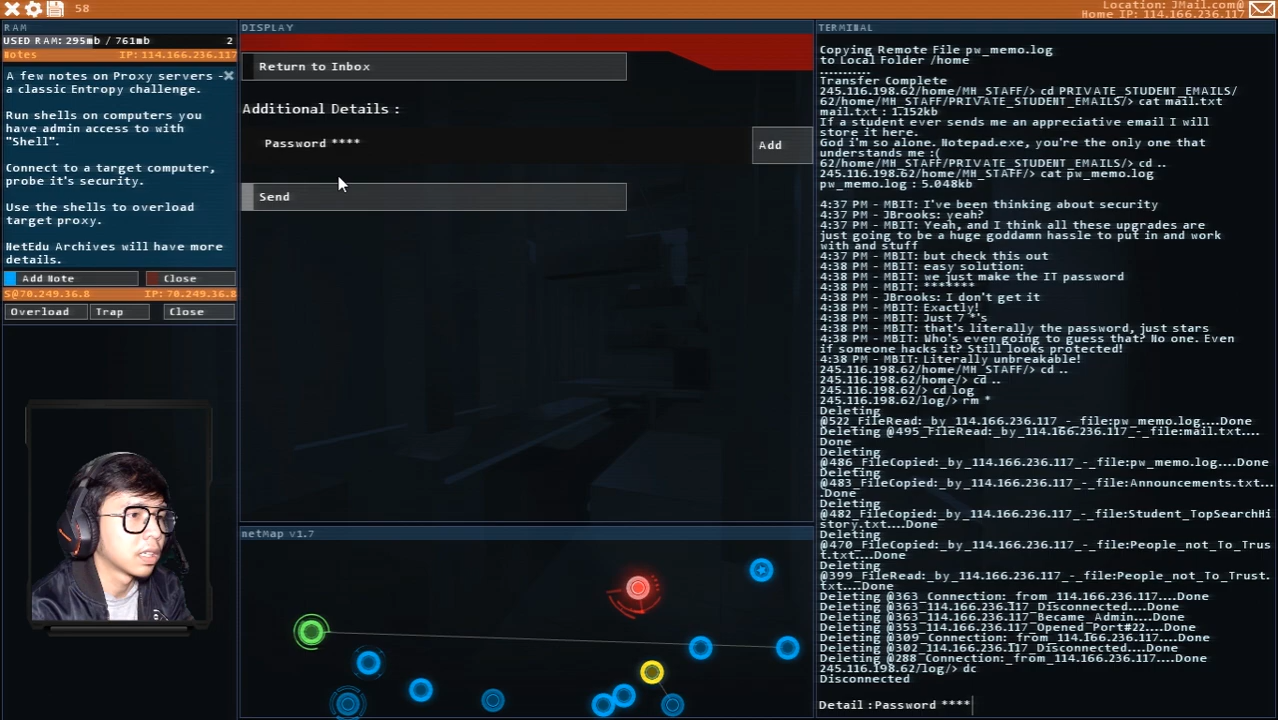 58
Location: JMail.com@
Home IP: 114.166.236.117
RAM
USED RAM: 295mb / 761mb
2
Notes
IP: 114.166.236.117
A few notes on Proxy servers -
a classic Entropy challenge.
Run shells on computers you
have admin access to with
"Shell".
Connect to a target computer,
probe it's security.
Use the shells to overload
target proxy.
NetEdu Archives will have more
details.
Add Note
Close
S@70.249.36.8
IP: 70.249.36.8
Overload
Trap
Close
DISPLAY
Return to Inbox
Additional Details :
Password ****
Add
Send
netMap v1.7
TERMINAL
Copying Remote File pw_memo.log
to Local Folder /home
...........
Transfer Complete
245.116.198.62/home/MH_STAFF/> cd PRIVATE_STUDENT_EMAILS/
62/home/MH_STAFF/PRIVATE_STUDENT_EMAILS/> cat mail.txt
mail.txt : 1.152kb
If a student ever sends me an appreciative email I will
store it here.
God i'm so alone. Notepad.exe, you're the only one that
understands me :(
62/home/MH_STAFF/PRIVATE_STUDENT_EMAILS/> cd ..
245.116.198.62/home/MH_STAFF/> cat pw_memo.log
pw_memo.log : 5.048kb
4:37 PM - MBIT: I've been thinking about security
4:37 PM - JBrooks: yeah?
4:37 PM - MBIT: Yeah, and I think all these upgrades are
just going to be a huge goddamn hassle to put in and work
with and stuff
4:37 PM - MBIT: but check this out
4:38 PM - MBIT: easy solution:
4:38 PM - MBIT: we just make the IT password
4:38 PM - MBIT: *******
4:38 PM - JBrooks: I don't get it
4:38 PM - MBIT: Exactly!
4:38 PM - MBIT: Just 7 *'s
4:38 PM - MBIT: that's literally the password, just stars
4:38 PM - MBIT: Who's even going to guess that? No one. Even
if someone hacks it? Still looks protected!
4:38 PM - MBIT: Literally unbreakable!
245.116.198.62/home/MH_STAFF/> cd ..
245.116.198.62/home/> cd ..
245.116.198.62/> cd log
245.116.198.62/log/> rm *
Deleting
@522_FileRead:_by_114.166.236.117_-_file:pw_memo.log....Done
Deleting @495_FileRead:_by_114.166.236.117_-_file:mail.txt....
Done
Deleting
@486_FileCopied:_by_114.166.236.117_-_file:pw_memo.log....Done
Deleting
@483_FileCopied:_by_114.166.236.117_-_file:Announcements.txt...
.Done
Deleting
@482_FileCopied:_by_114.166.236.117_-_file:Student_TopSearchHi
story.txt....Done
Deleting
@470_FileCopied:_by_114.166.236.117_-_file:People_not_To_Trus
t.txt....Done
Deleting
@399_FileRead:_by_114.166.236.117_-_file:People_not_To_Trust.
txt....Done
Deleting @363_Connection:_from_114.166.236.117....Done
Deleting @363_114.166.236.117_Disconnected....Done
Deleting @363_114.166.236.117_Became_Admin....Done
Deleting @353_114.166.236.117_Opened_Port#22....Done
Deleting @309_Connection:_from_114.166.236.117....Done
Deleting @302_114.166.236.117_Disconnected....Done
Deleting @288_Connection:_from_114.166.236.117....Done
245.116.198.62/log/> dc
Disconnected
Detail :Password ****